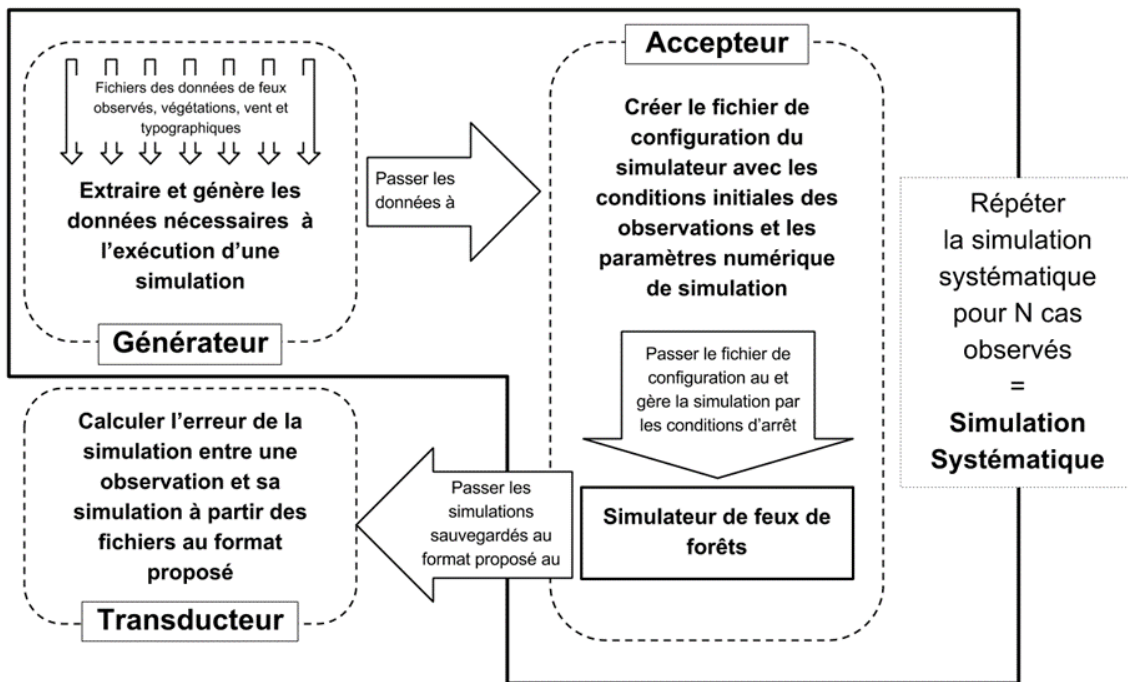 Fichiers des données de feux
observés, végétations, vent et
typographiques
Extraire et génère les
données nécessaires à
l'exécution d'une
simulation
Générateur
Passer les
données à
Accepteur
Créer le fichier de
configuration du
simulateur avec les
conditions initiales des
observations et les
paramètres numérique
de simulation
Passer le fichier de
configuration au et
gère la simulation par
les conditions d'arrêt
Simulateur de feux de
forêts
Passer les
simulations
sauvegardés au
format proposé au
Calculer l'erreur de la
simulation entre une
observation et sa
simulation à partir des
fichiers au format
proposé
Transducteur
Répéter
la simulation
systématique
pour N cas
observés
=
Simulation
Systématique